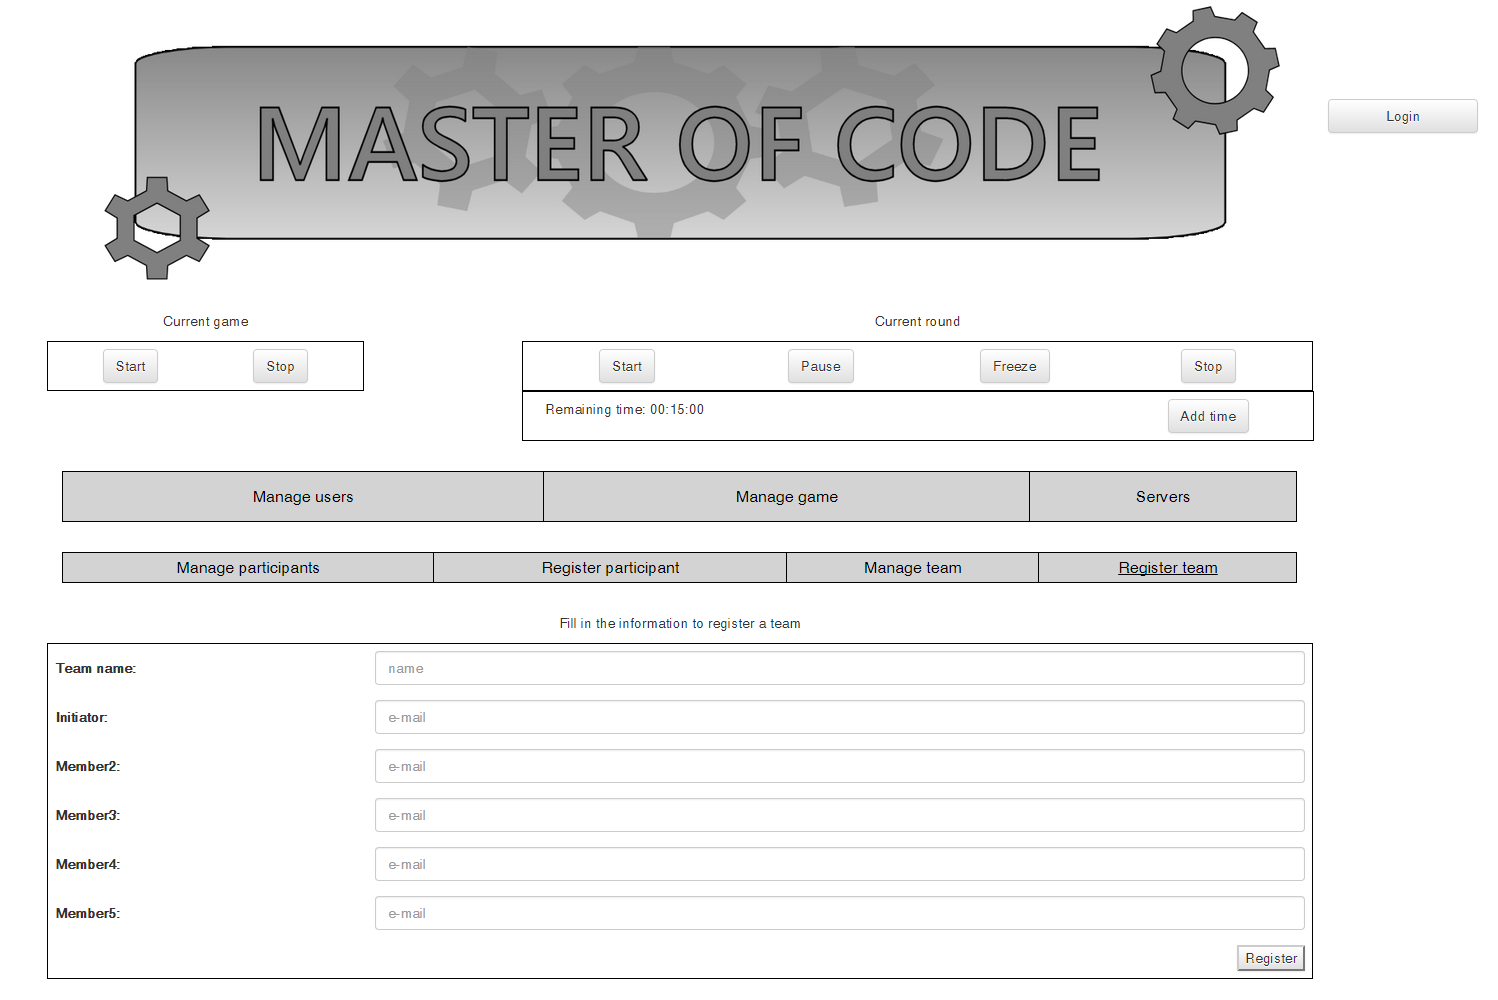 MASTER OF CODE
Login
Current game
Current round
Start Stop
Start Pause Freeze Stop
Remaining time: 00:15:00
Add time
Manage users Manage game Servers
Manage participants Register participant Manage team Register team
Fill in the information to register a team
Team name: name
Initiator: e-mail
Member2: e-mail
Member3: e-mail
Member4: e-mail
Member5: e-mail
Register